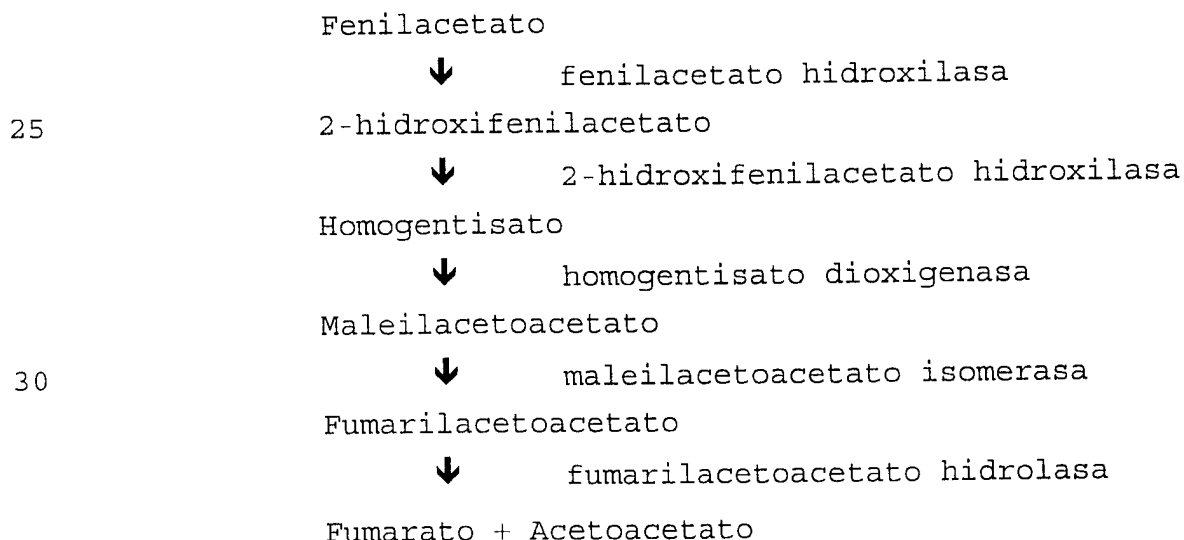 Fenilacetato
↓ fenilacetato hidroxilasa
25 2-hidroxifenilacetato
↓ 2-hidroxifenilacetato hidroxilasa
Homogentisato
↓ homogentisato dioxigenasa
Maleilacetoacetato
30 ↓ maleilacetoacetato isomerasa
Fumarilacetoacetato
↓ fumarilacetoacetato hidrolasa
Fumarato + Acetoacetato